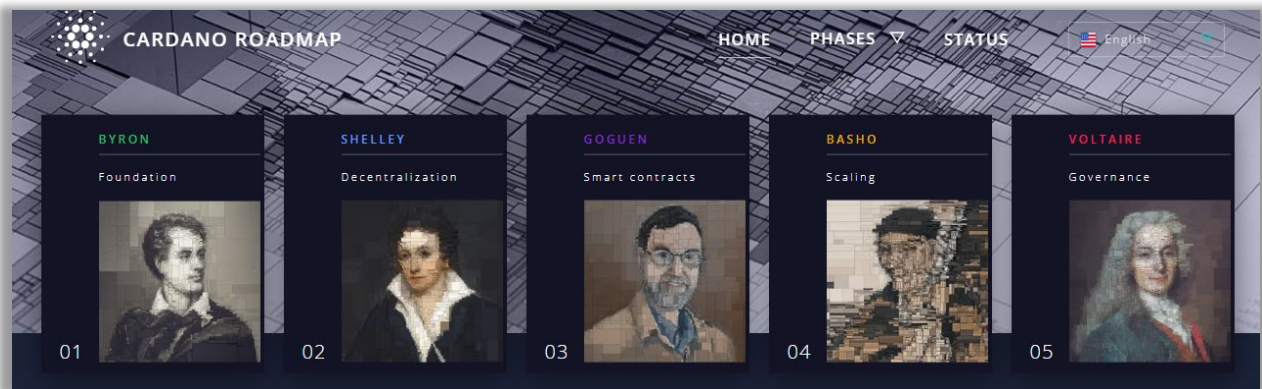 CARDANO ROADMAP
HOME PHASES STATUS English
BYRON
Foundation
01
SHELLEY
Decentralization
02
GOGUEN
Smart contracts
03
BASHO
Scaling
04
VOLTAIRE
Governance
05